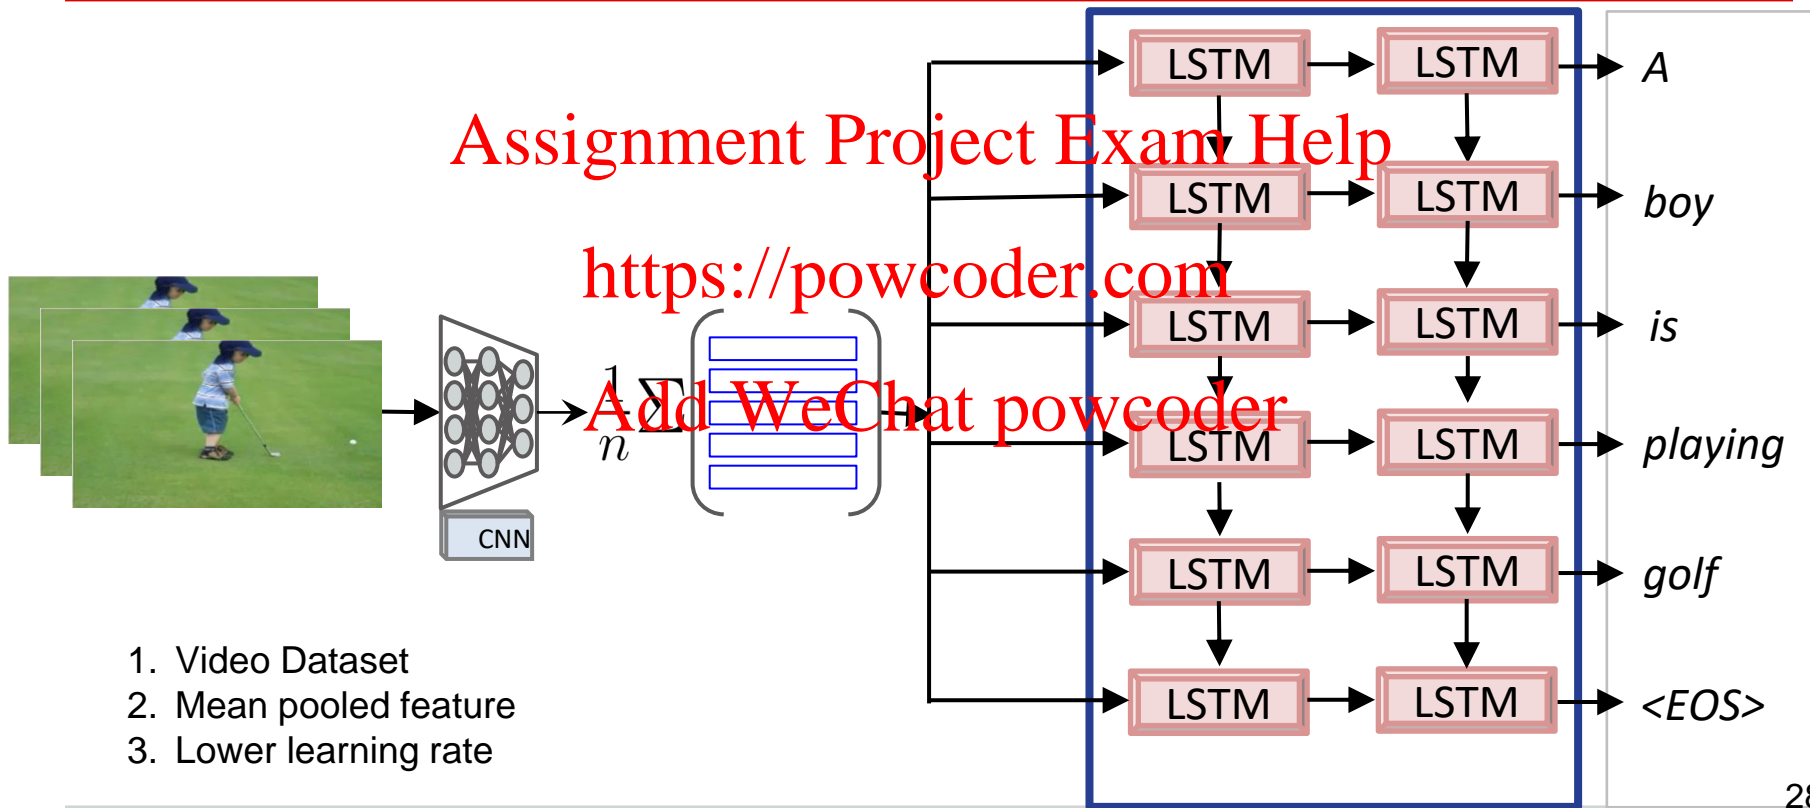 LSTM LSTM A
Assignment Project Exam Help
LSTM LSTM boy
https://powcoder.com
LSTM LSTM is
1/n Σ
Add WeChat powcoder
LSTM LSTM playing
CNN
LSTM LSTM golf
1. Video Dataset
2. Mean pooled feature
3. Lower learning rate
LSTM LSTM <EOS>
28